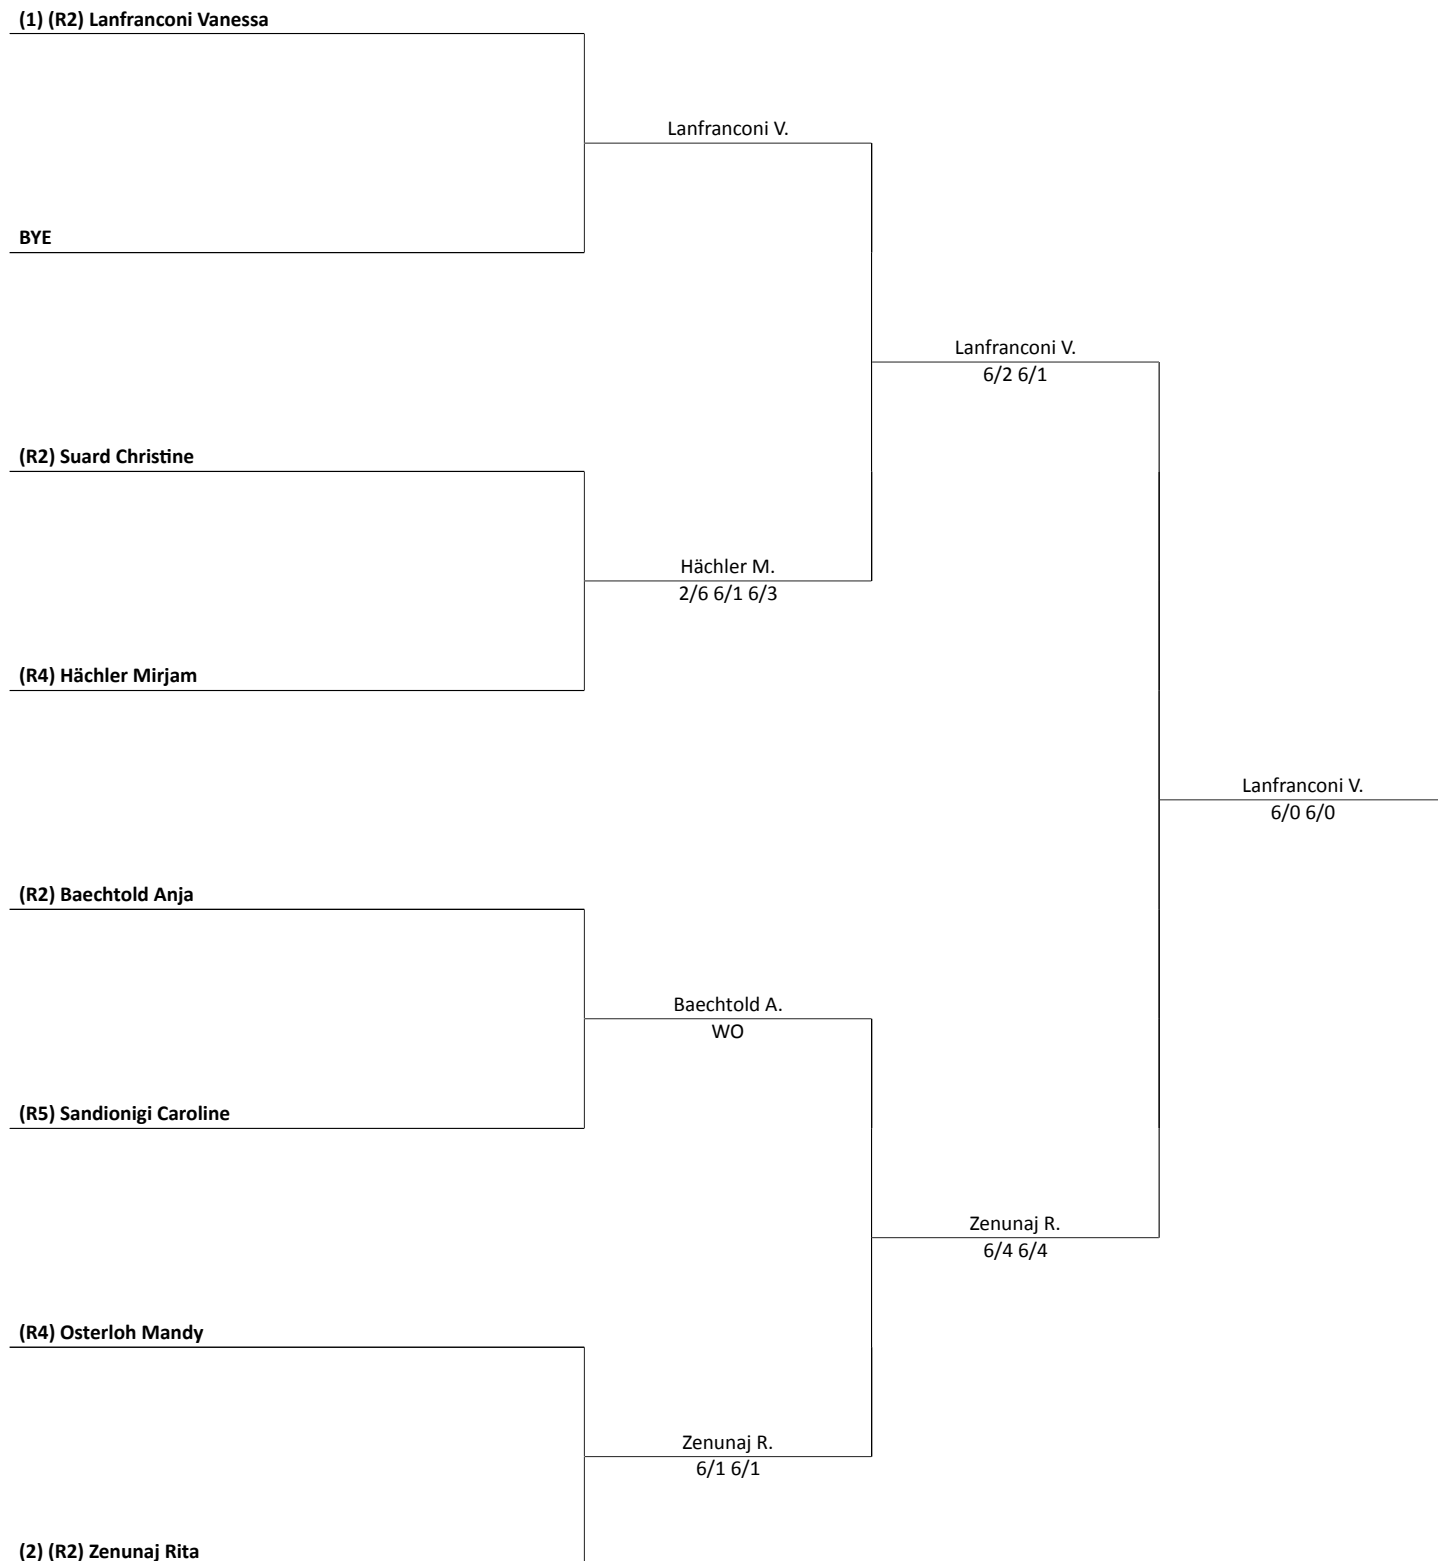 (1) (R2) Lanfranconi Vanessa
Lanfranconi V.
BYE
Lanfranconi V.
6/2 6/1
(R2) Suard Christine
Hächler M.
2/6 6/1 6/3
(R4) Hächler Mirjam
Lanfranconi V.
6/0 6/0
(R2) Baechtold Anja
Baechtold A.
WO
(R5) Sandionigi Caroline
Zenunaj R.
6/4 6/4
(R4) Osterloh Mandy
Zenunaj R.
6/1 6/1
(2) (R2) Zenunaj Rita